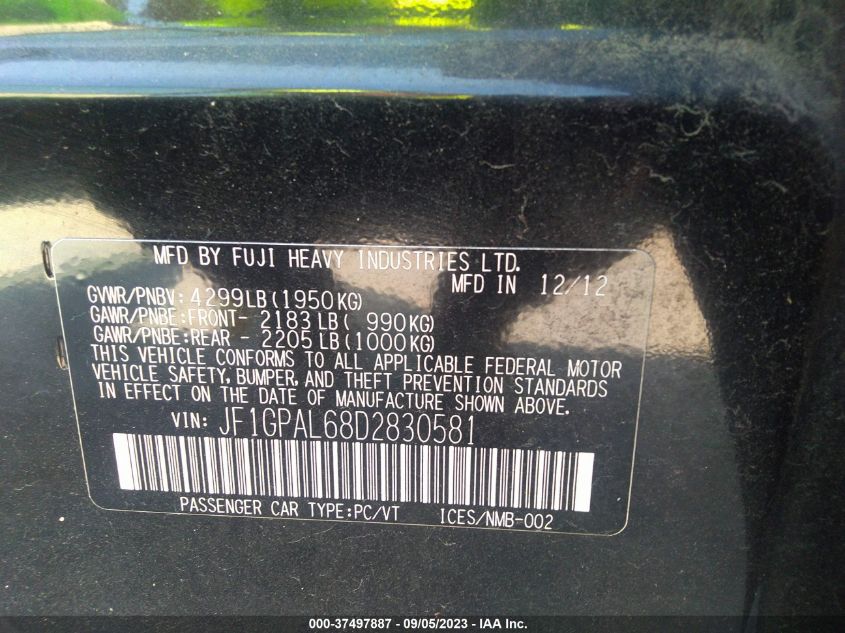 MFD BY FUJI HEAVY INDUSTRIES LTD.
MFD IN 12/12
GVWR/PNBV:4299LB(1950KG)
GAWR/PNBE:FRONT- 2183 LB( 990KG)
GAWR/PNBE:REAR - 2205 LB(1000KG)
THIS VEHICLE CONFORMS TO ALL APPLICABLE FEDERAL MOTOR
VEHICLE SAFETY, BUMPER, AND THEFT PREVENTION STANDARDS
IN EFFECT ON THE DATE OF MANUFACTURE SHOWN ABOVE.
VIN: JF1GPAL68D2830581
PASSENGER CAR TYPE:PC/VT ICES/NMB-002
000-37497887 - 09/05/2023 - IAA Inc.